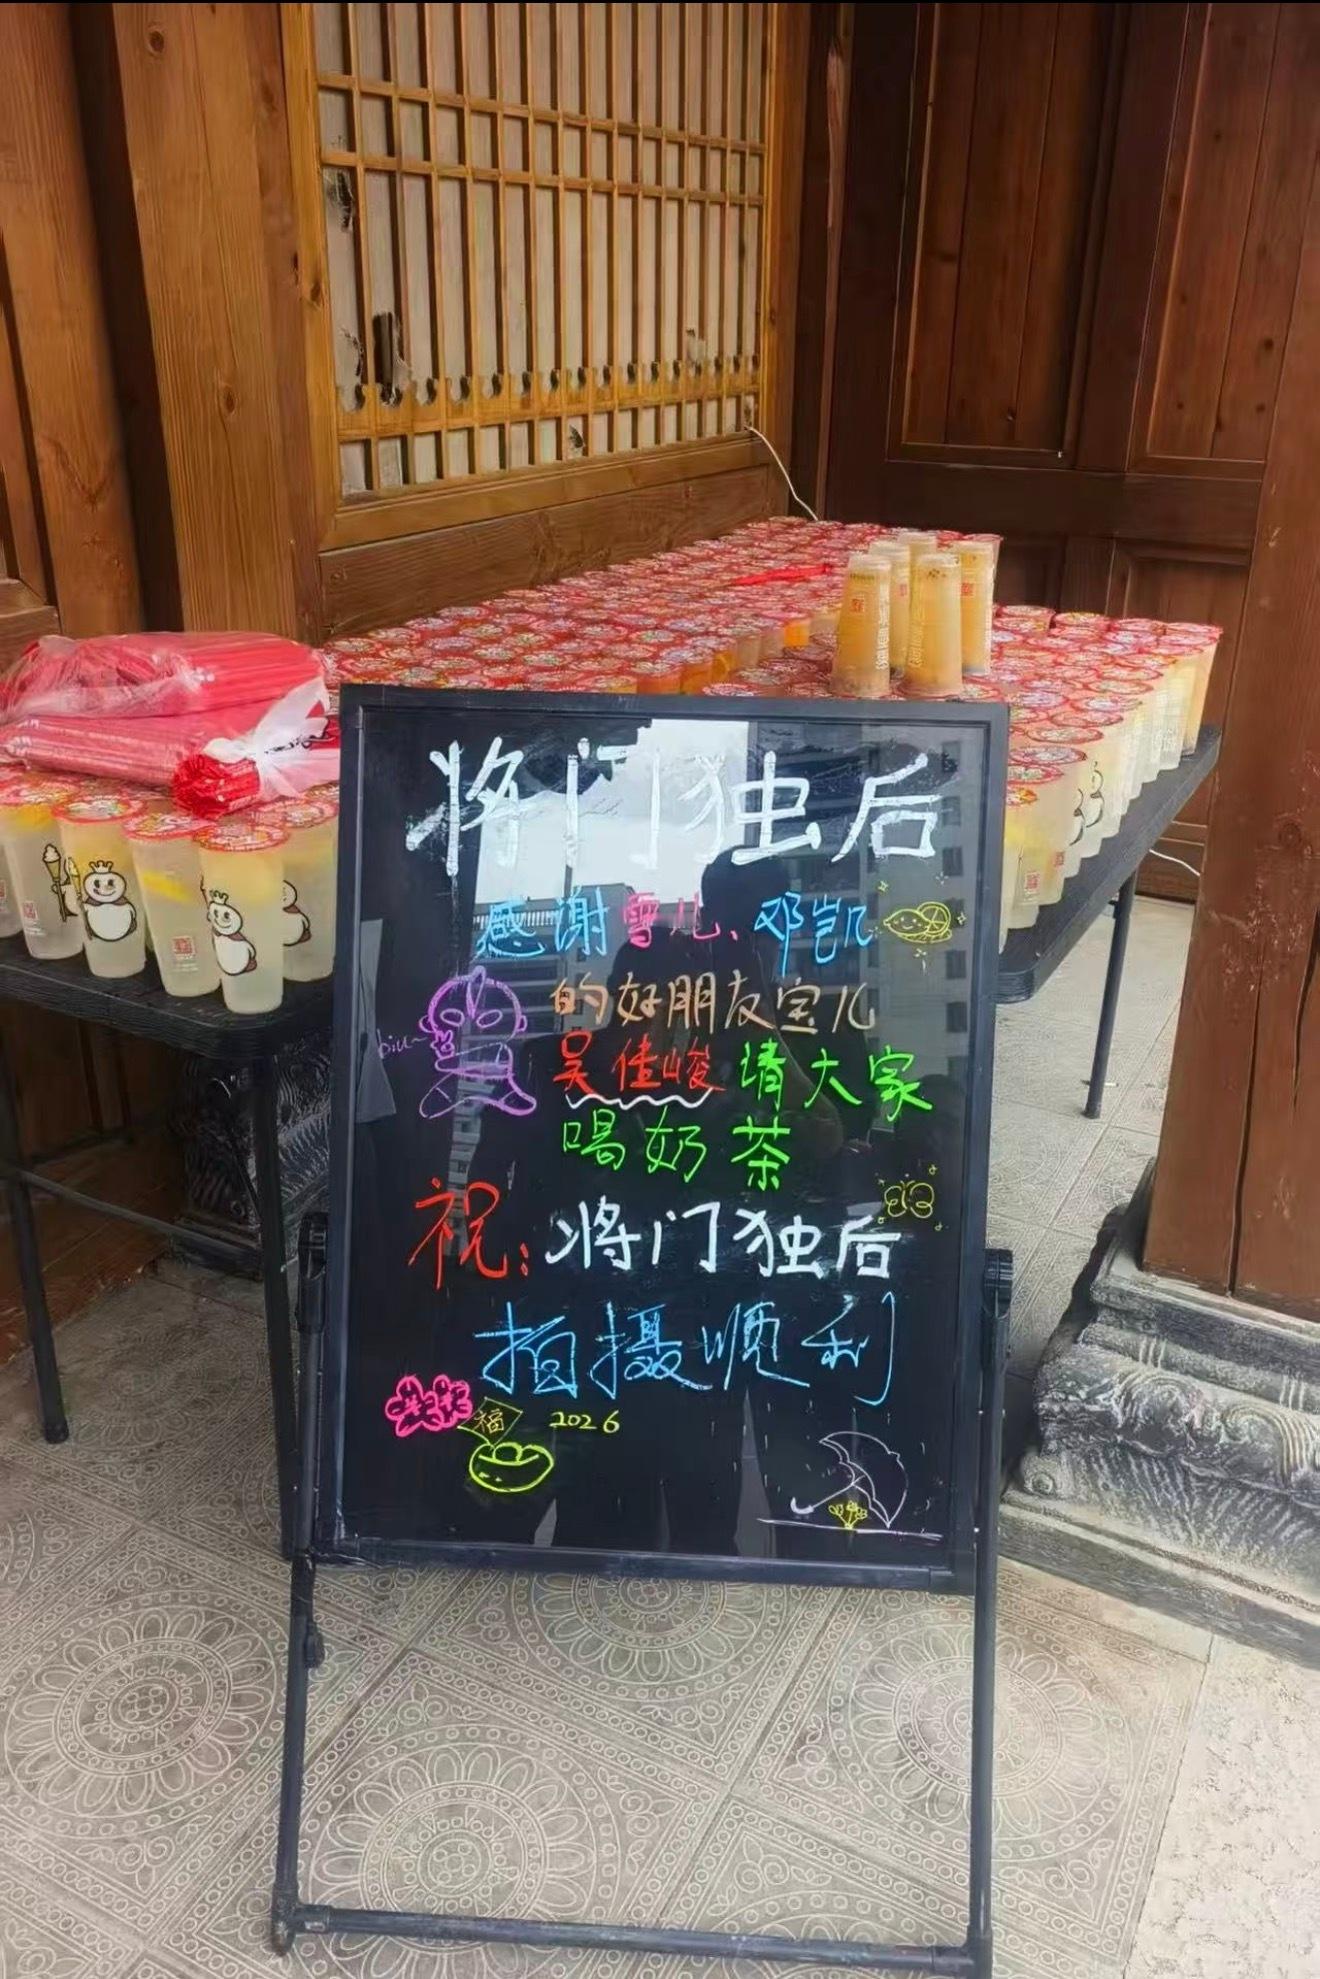 将门独后
感谢雪儿、邓凯
的好朋友宝儿
biu~
吴佳峻请大家
喝奶茶
祝:将门独后
拍摄顺利
福 2026